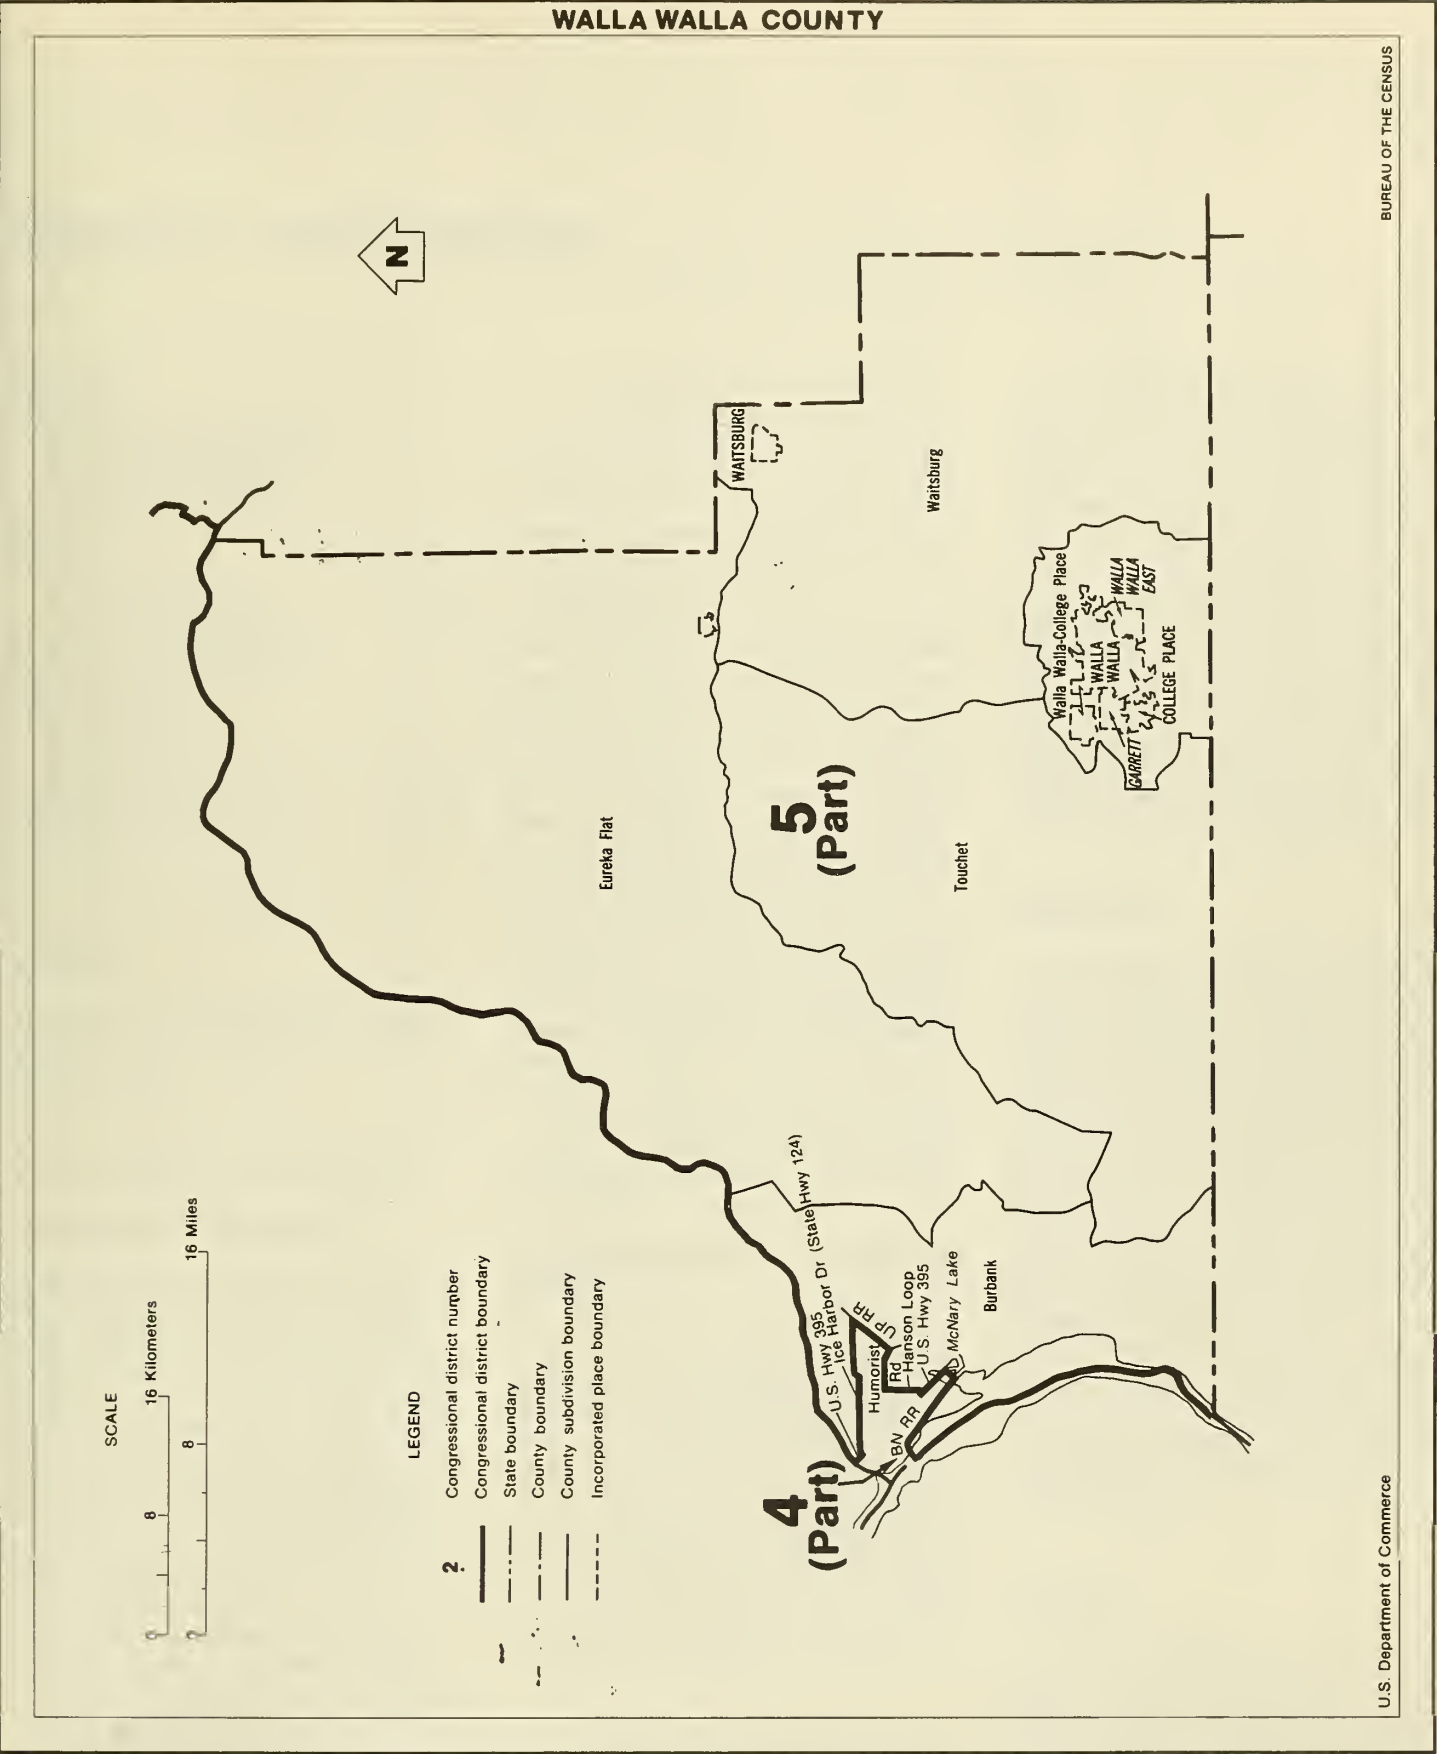 WALLA WALLA COUNTY
BUREAU OF THE CENSUS
U.S. Department of Commerce
N
SCALE
0 8 16 Kilometers
8 16 Miles
LEGEND
2 Congressional district number
Congressional district boundary
State boundary
County boundary
County subdivision boundary
Incorporated place boundary
4
(Part)
5
(Part)
Eureka Flat
Touchet
Waitsburg
WAITSBURG
Burbank
Walla Walla-College Place
WALLA
WALLA
WALLA
WALLA
EAST
GARRETT
COLLEGE PLACE
U.S. Hwy 395
Ice Harbor Dr (State Hwy 124)
Humorist
Rd
UP RR
Hanson Loop
U.S. Hwy 395
McNary Lake
BN RR